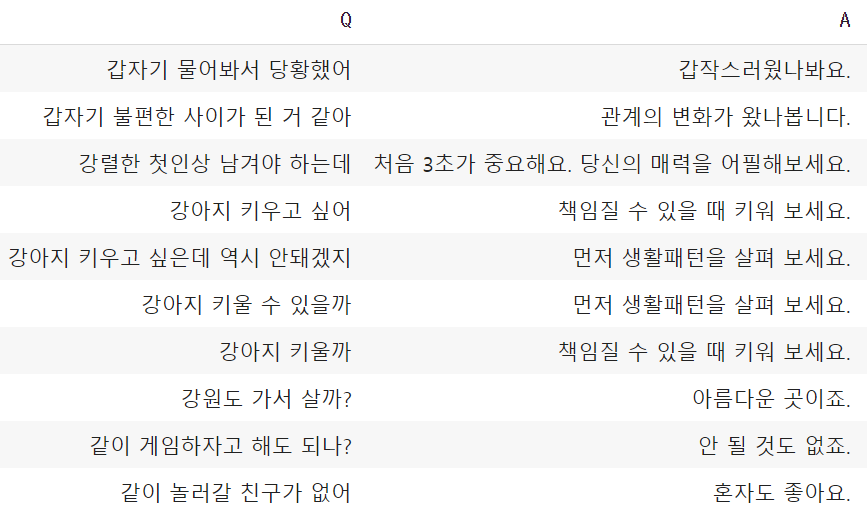 Q A
갑자기 물어봐서 당황했어 갑작스러웠나봐요.
갑자기 불편한 사이가 된 거 같아 관계의 변화가 왔나봅니다.
강렬한 첫인상 남겨야 하는데 처음 3초가 중요해요. 당신의 매력을 어필해보세요.
강아지 키우고 싶어 책임질 수 있을 때 키워 보세요.
강아지 키우고 싶은데 역시 안돼겠지 먼저 생활패턴을 살펴 보세요.
강아지 키울 수 있을까 먼저 생활패턴을 살펴 보세요.
강아지 키울까 책임질 수 있을 때 키워 보세요.
강원도 가서 살까? 아름다운 곳이죠.
같이 게임하자고 해도 되나? 안 될 것도 없죠.
같이 놀러갈 친구가 없어 혼자도 좋아요.